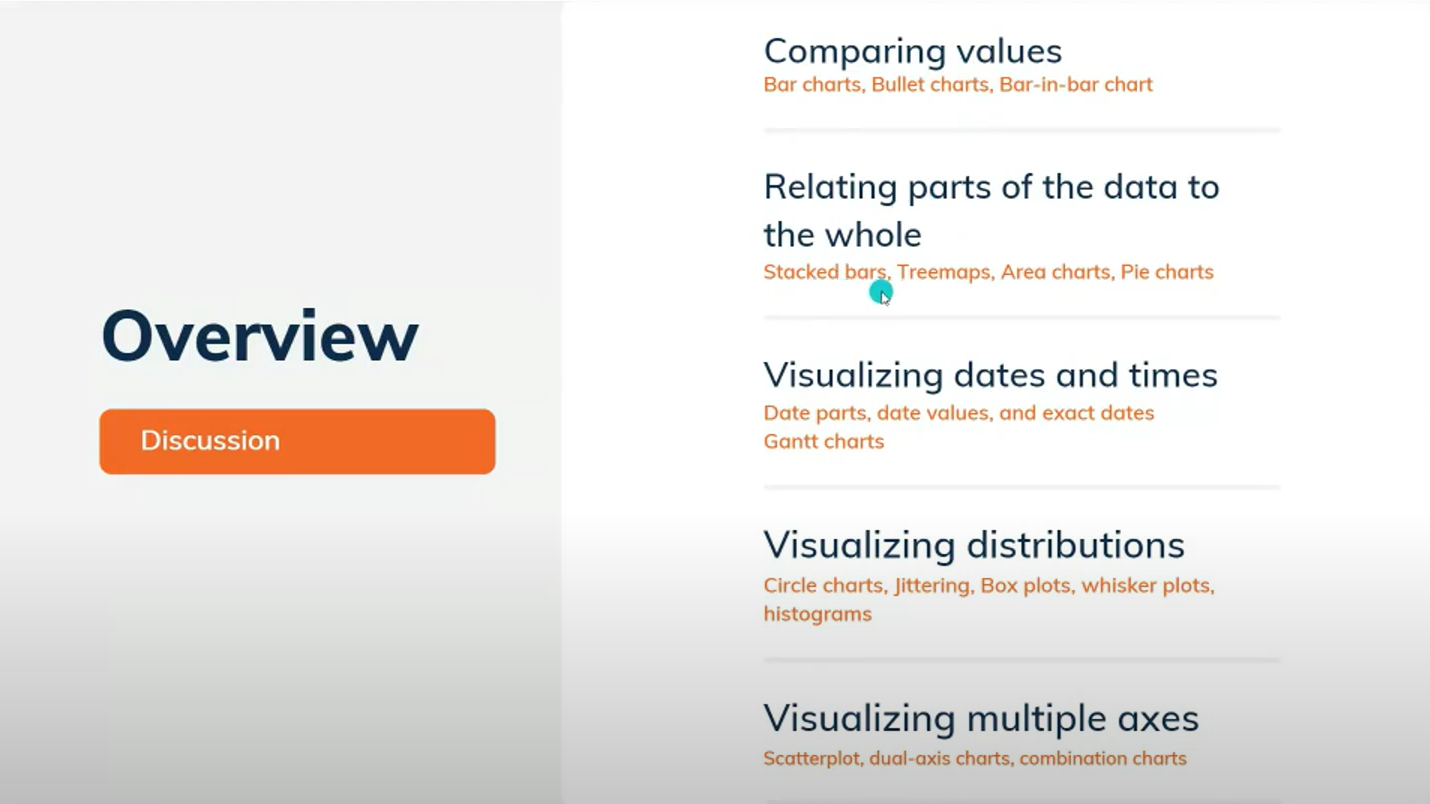 Overview
Discussion
Comparing values
Bar charts, Bullet charts, Bar-in-bar chart
Relating parts of the data to
the whole
Stacked bars, Treemaps, Area charts, Pie charts
Visualizing dates and times
Date parts, date values, and exact dates
Gantt charts
Visualizing distributions
Circle charts, Jittering, Box plots, whisker plots,
histograms
Visualizing multiple axes
Scatterplot, dual-axis charts, combination charts